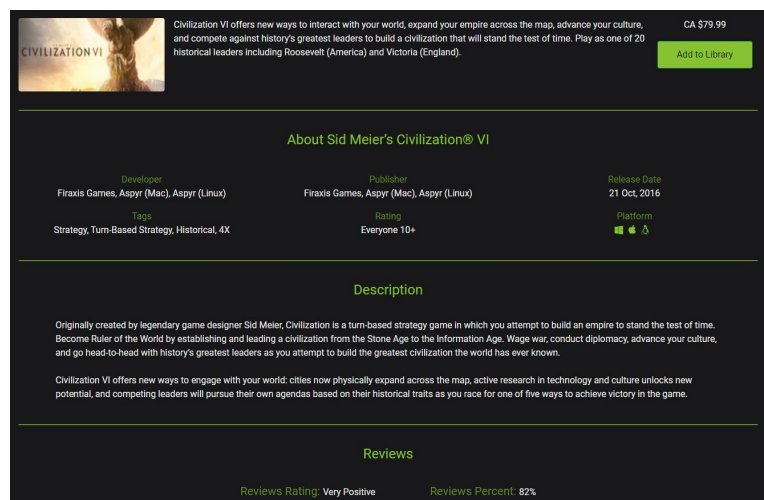 CIVILIZATION VI
Civilization VI offers new ways to interact with your world, expand your empire across the map, advance your culture,
and compete against history's greatest leaders to build a civilization that will stand the test of time. Play as one of 20
historical leaders including Roosevelt (America) and Victoria (England).
CA $79.99
Add to Library
About Sid Meier's Civilization® VI
Developer
Firaxis Games, Aspyr (Mac), Aspyr (Linux)
Publisher
Firaxis Games, Aspyr (Mac), Aspyr (Linux)
Release Date
21 Oct, 2016
Tags
Strategy, Turn-Based Strategy, Historical, 4X
Rating
Everyone 10+
Platform
Description
Originally created by legendary game designer Sid Meier, Civilization is a turn-based strategy game in which you attempt to build an empire to stand the test of time.
Become Ruler of the World by establishing and leading a civilization from the Stone Age to the Information Age. Wage war, conduct diplomacy, advance your culture,
and go head-to-head with history's greatest leaders as you attempt to build the greatest civilization the world has ever known.
Civilization VI offers new ways to engage with your world: cities now physically expand across the map, active research in technology and culture unlocks new
potential, and competing leaders will pursue their own agendas based on their historical traits as you race for one of five ways to achieve victory in the game.
Reviews
Reviews Rating: Very Positive
Reviews Percent: 82%